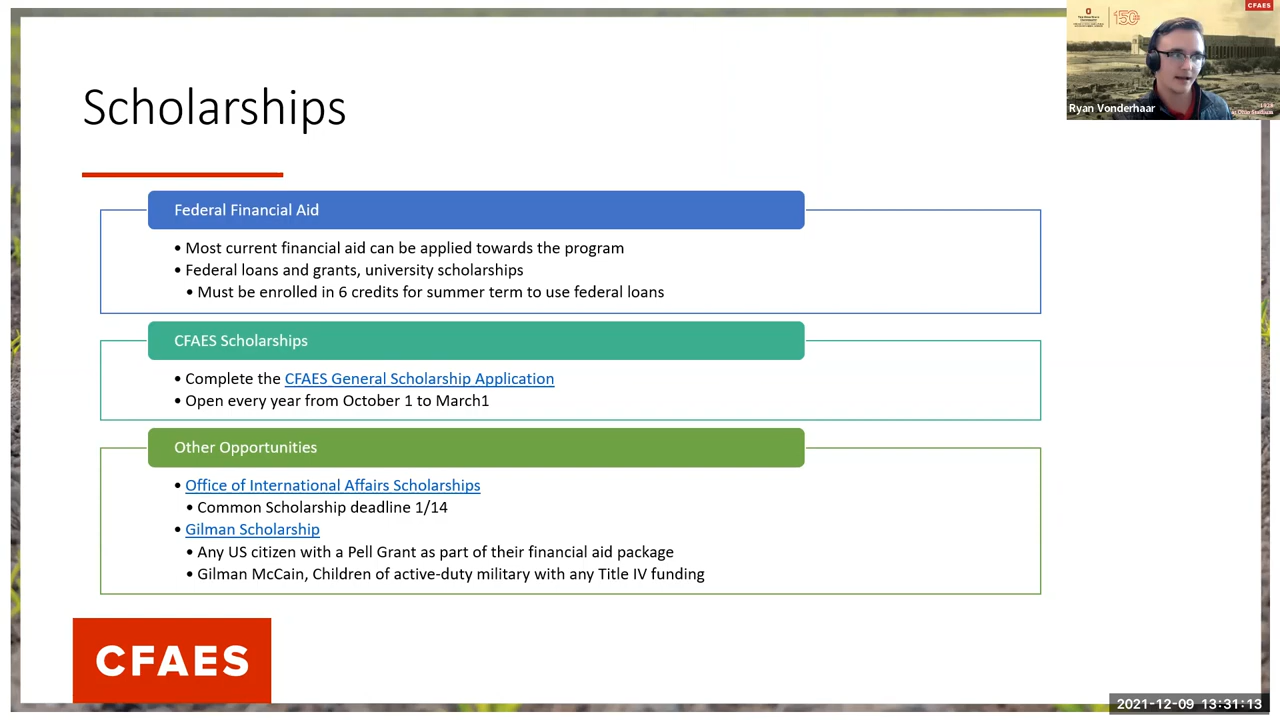 Scholarships
Federal Financial Aid
• Most current financial aid can be applied towards the program
• Federal loans and grants, university scholarships
• Must be enrolled in 6 credits for summer term to use federal loans
CFAES Scholarships
• Complete the CFAES General Scholarship Application
• Open every year from October 1 to March1
Other Opportunities
• Office of International Affairs Scholarships
• Common Scholarship deadline 1/14
• Gilman Scholarship
• Any US citizen with a Pell Grant as part of their financial aid package
• Gilman McCain, Children of active-duty military with any Title IV funding
CFAES
CFAES
150
Ryan Vonderhaar
2021-12-09 13:31:13